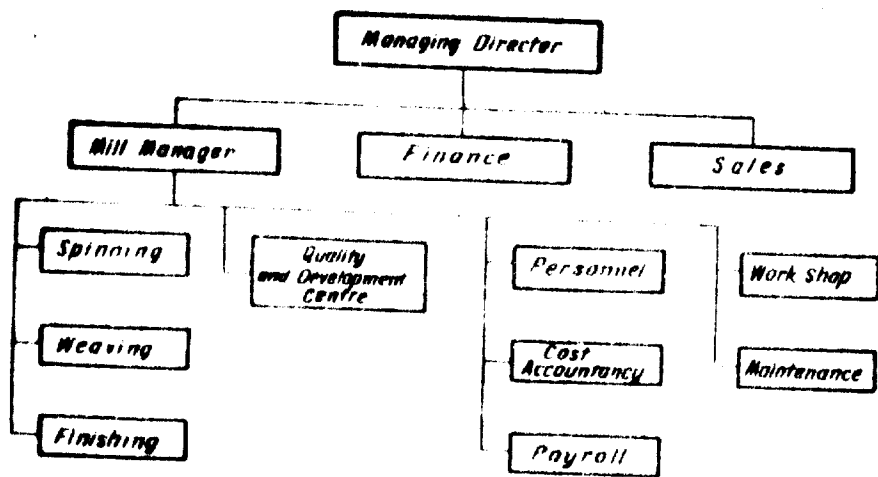 Managing Director
Mill Manager
Finance
Sales
Spinning
Quality
and Development
Centre
Personnel
Work Shop
Weaving
Cost
Accountancy
Maintenance
Finishing
Payroll